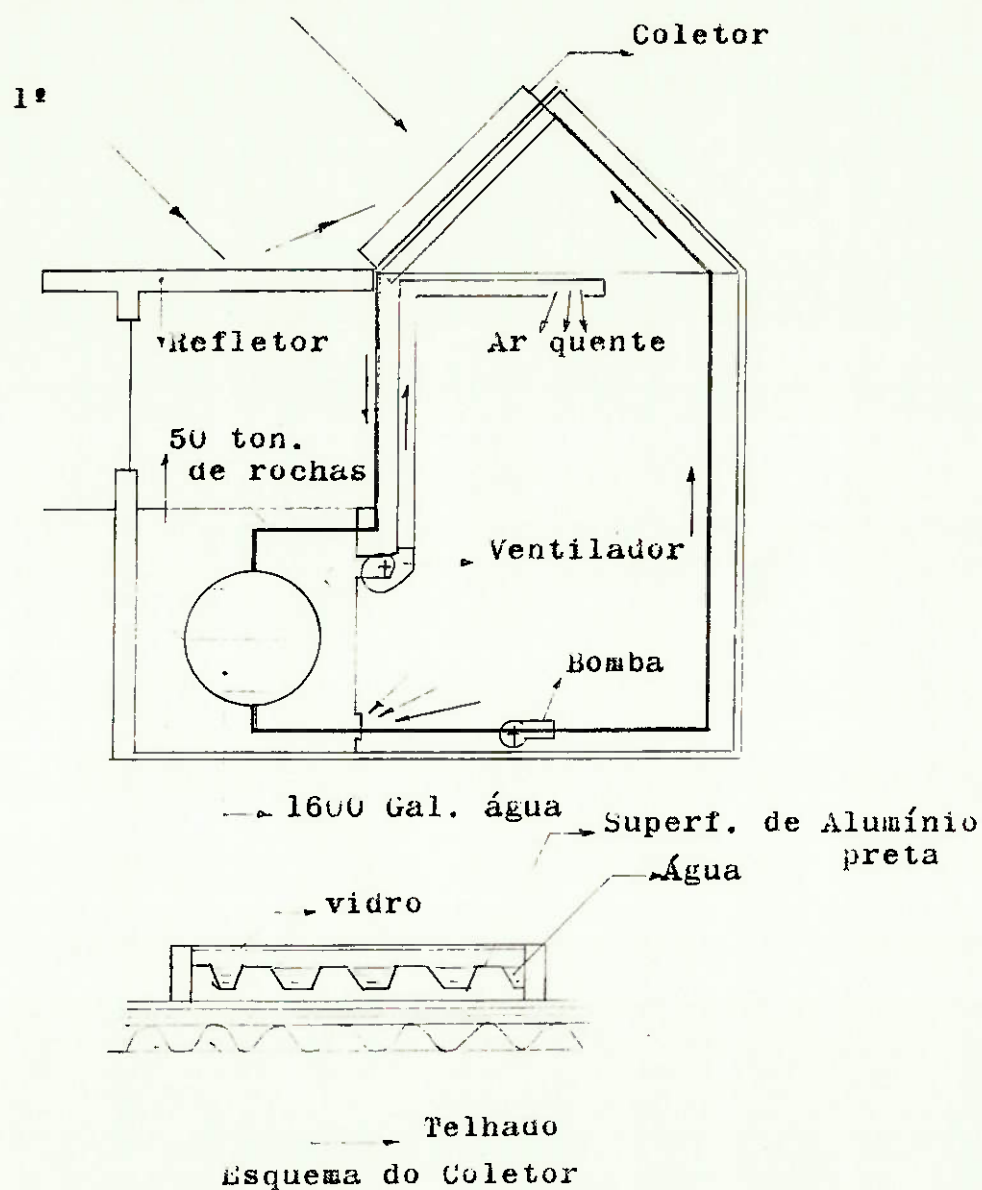 Coletor
1º
Refletor
Ar quente
50 ton.
de rochas
Ventilador
Bomba
1600 Gal. água
Superf. de Alumínio
preta
Água
vidro
Telhado
Esquema do Coletor